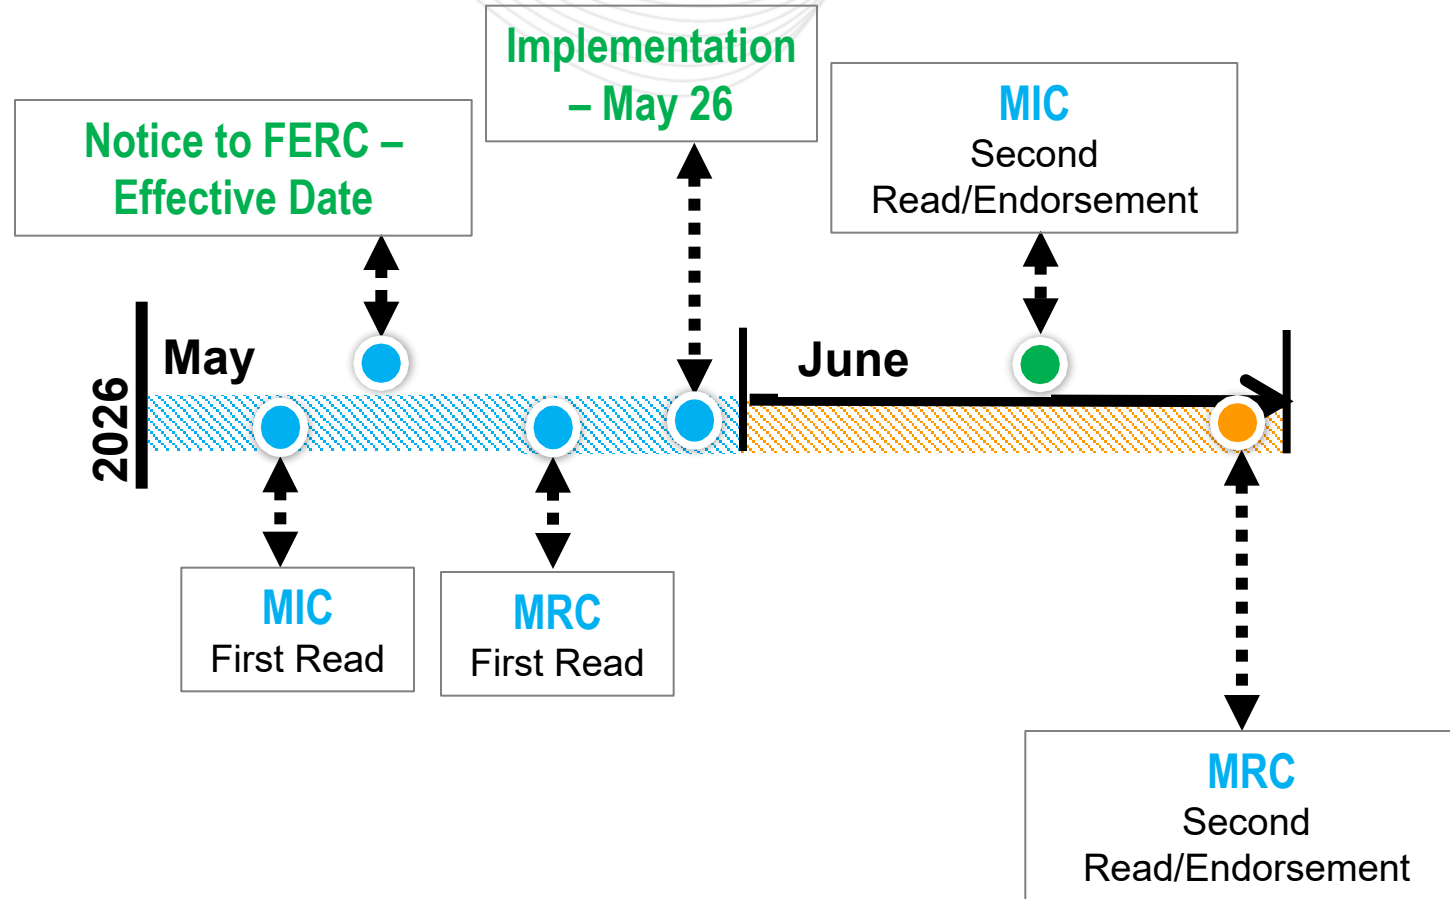 Implementation
– May 26
Notice to FERC –
Effective Date
MIC
Second
Read/Endorsement
2026
May
June
MIC
First Read
MRC
First Read
MRC
Second
Read/Endorsement